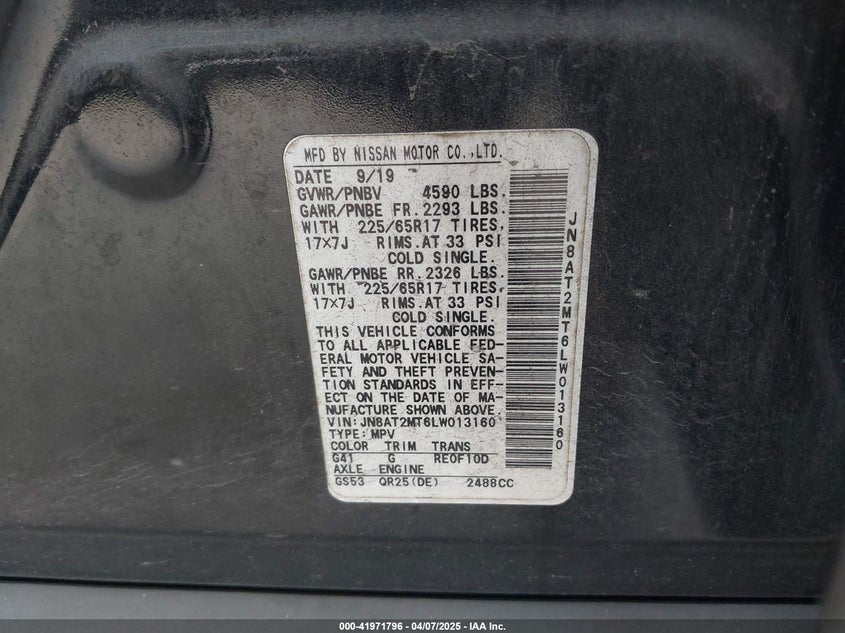 MFD BY NISSAN MOTOR CO.,LTD.
DATE 9/19
GVWR/PNBV 4590 LBS.
GAWR/PNBE FR.2293 LBS.
WITH 225/65R17 TIRES,
17×7J RIMS.AT 33 PSI
COLD SINGLE.
GAWR/PNBE RR.2326 LBS.
WITH 225/65R17 TIRES,
17×7J RIMS.AT 33 PSI
COLD SINGLE.
THIS VEHICLE CONFORMS
TO ALL APPLICABLE FED-
ERAL MOTOR VEHICLE SA-
FETY AND THEFT PREVEN-
TION STANDARDS IN EFF-
ECT ON THE DATE OF MA-
NUFACTURE SHOWN ABOVE.
VIN:JN8AT2MT6LW013160
TYPE:MPV
COLOR TRIM TRANS
G41 G RE0F10D
AXLE ENGINE
GS53 QR25(DE) 2488CC
JN8AT2MT6LW013160
000-41971796 - 04/07/2025 - IAA Inc.